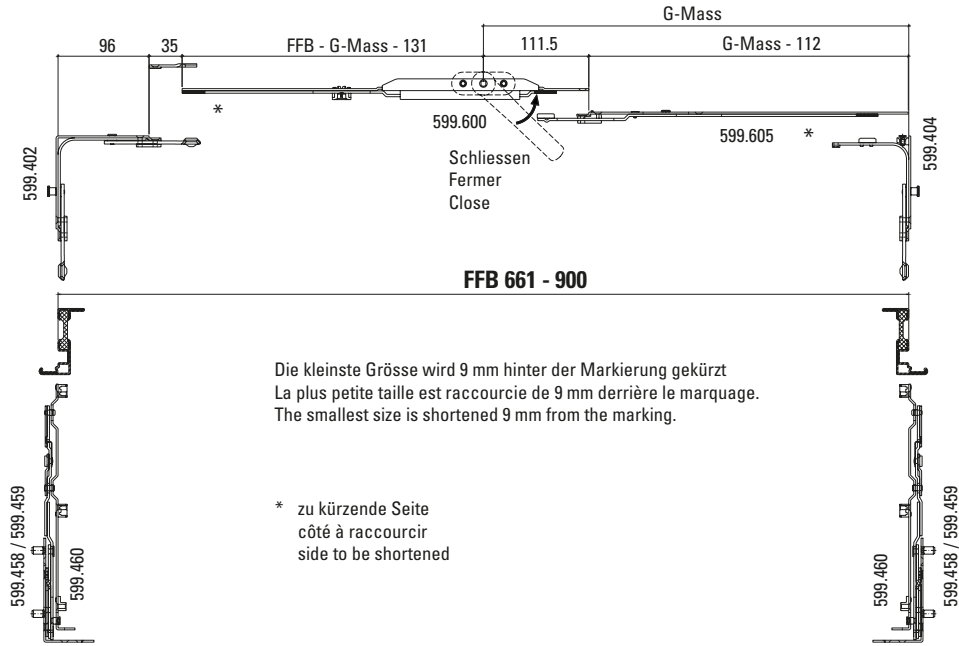 G-Mass
96
35
FFB - G-Mass - 131
111.5
G-Mass - 112
*
599.600
599.605
*
599.402
599.404
Schliessen
Fermer
Close
FFB 661 - 900
Die kleinste Grösse wird 9 mm hinter der Markierung gekürzt
La plus petite taille est raccourcie de 9 mm derrière le marquage.
The smallest size is shortened 9 mm from the marking.
* zu kürzende Seite
côté à raccourcir
side to be shortened
599.458 / 599.459
599.460
599.460
599.458 / 599.459